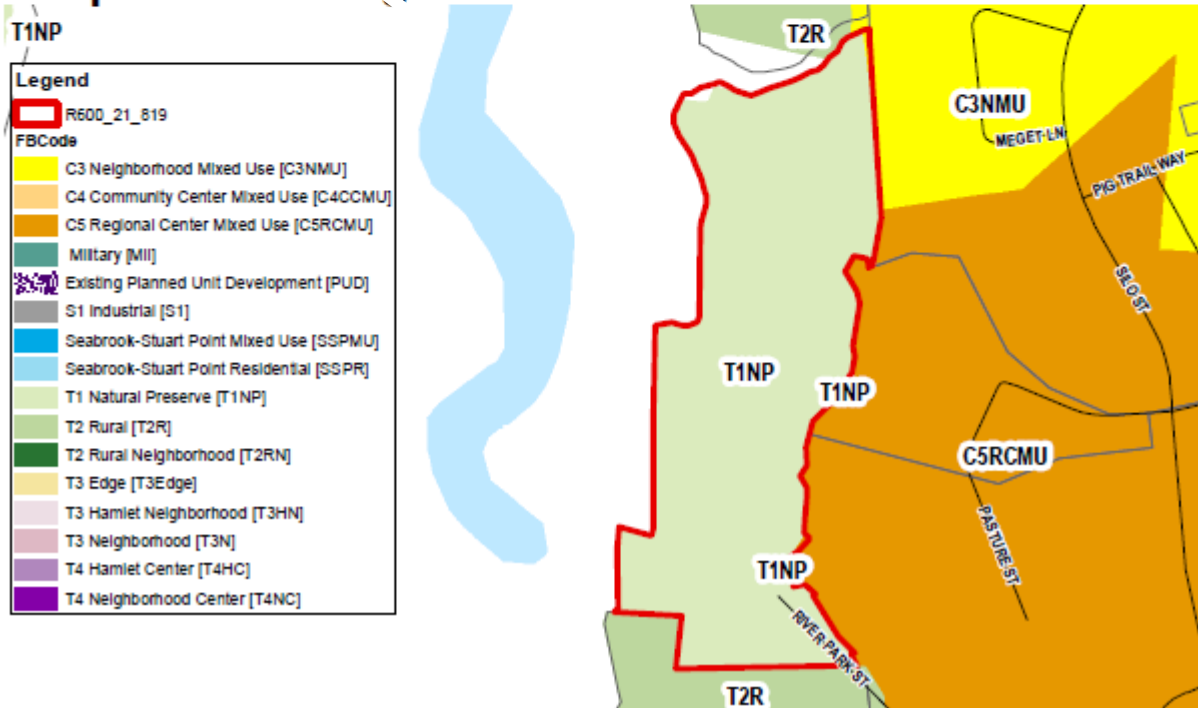 T1NP
Legend
R600_21_819
FBCode
C3 Neighborhood Mixed Use [C3NMU]
C4 Community Center Mixed Use [C4CCMU]
C5 Regional Center Mixed Use [C5RCMU]
Military [Mil]
Existing Planned Unit Development [PUD]
S1 Industrial [S1]
Seabrook-Stuart Point Mixed Use [SSPMU]
Seabrook-Stuart Point Residential [SSPR]
T1 Natural Preserve [T1NP]
T2 Rural [T2R]
T2 Rural Neighborhood [T2RN]
T3 Edge [T3Edge]
T3 Hamlet Neighborhood [T3HN]
T3 Neighborhood [T3N]
T4 Hamlet Center [T4HC]
T4 Neighborhood Center [T4NC]
T2R
C3NMU
MEGET LN
PIG TRAIL WAY
SILO ST
T1NP
T1NP
C5RCMU
PASTURE ST
T1NP
RIVER PARK ST
T2R